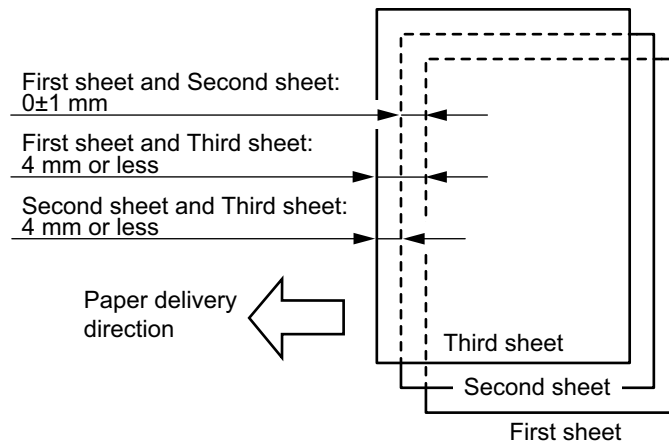 First sheet and Second sheet:
0±1 mm
First sheet and Third sheet:
4 mm or less
Second sheet and Third sheet:
4 mm or less
Paper delivery
direction
Third sheet
Second sheet
First sheet